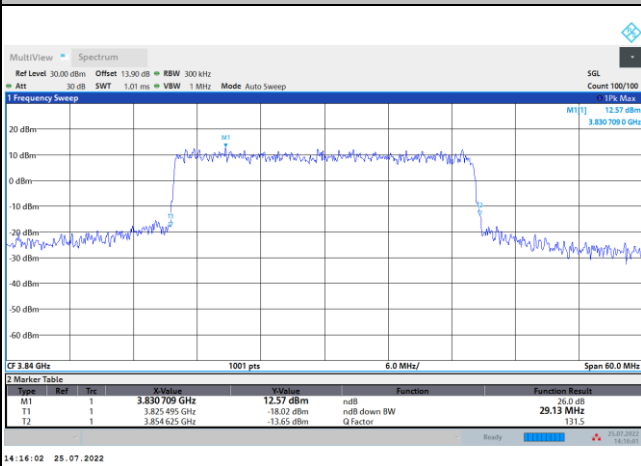 MultiView Spectrum
Ref Level 30.00 dBm Offset 13.90 dB RBW 300 kHz SGL
Att 30 dB SWT 1.01 ms VBW 1 MHz Mode Auto Sweep Count 100/100
1 Frequency Sweep 1Pk Max
M1[1] 12.57 dBm
3.830 709 0 GHz
20 dBm
M1
10 dBm
0 dBm
-10 dBm
T1
T2
-20 dBm
-30 dBm
-50 dBm
-60 dBm
CF 3.84 GHz 1001 pts 6.0 MHz/ Span 60.0 MHz
2 Marker Table
Type Ref Trc X-Value Y-Value Function Function Result
M1 1 3.830 709 GHz 12.57 dBm ndB 26.0 dB
T1 1 3.825 495 GHz -18.02 dBm ndB down BW 29.13 MHz
T2 1 3.854 625 GHz -13.65 dBm Q Factor 131.5
Ready 25.07.2022
14:16:01
14:16:02 25.07.2022